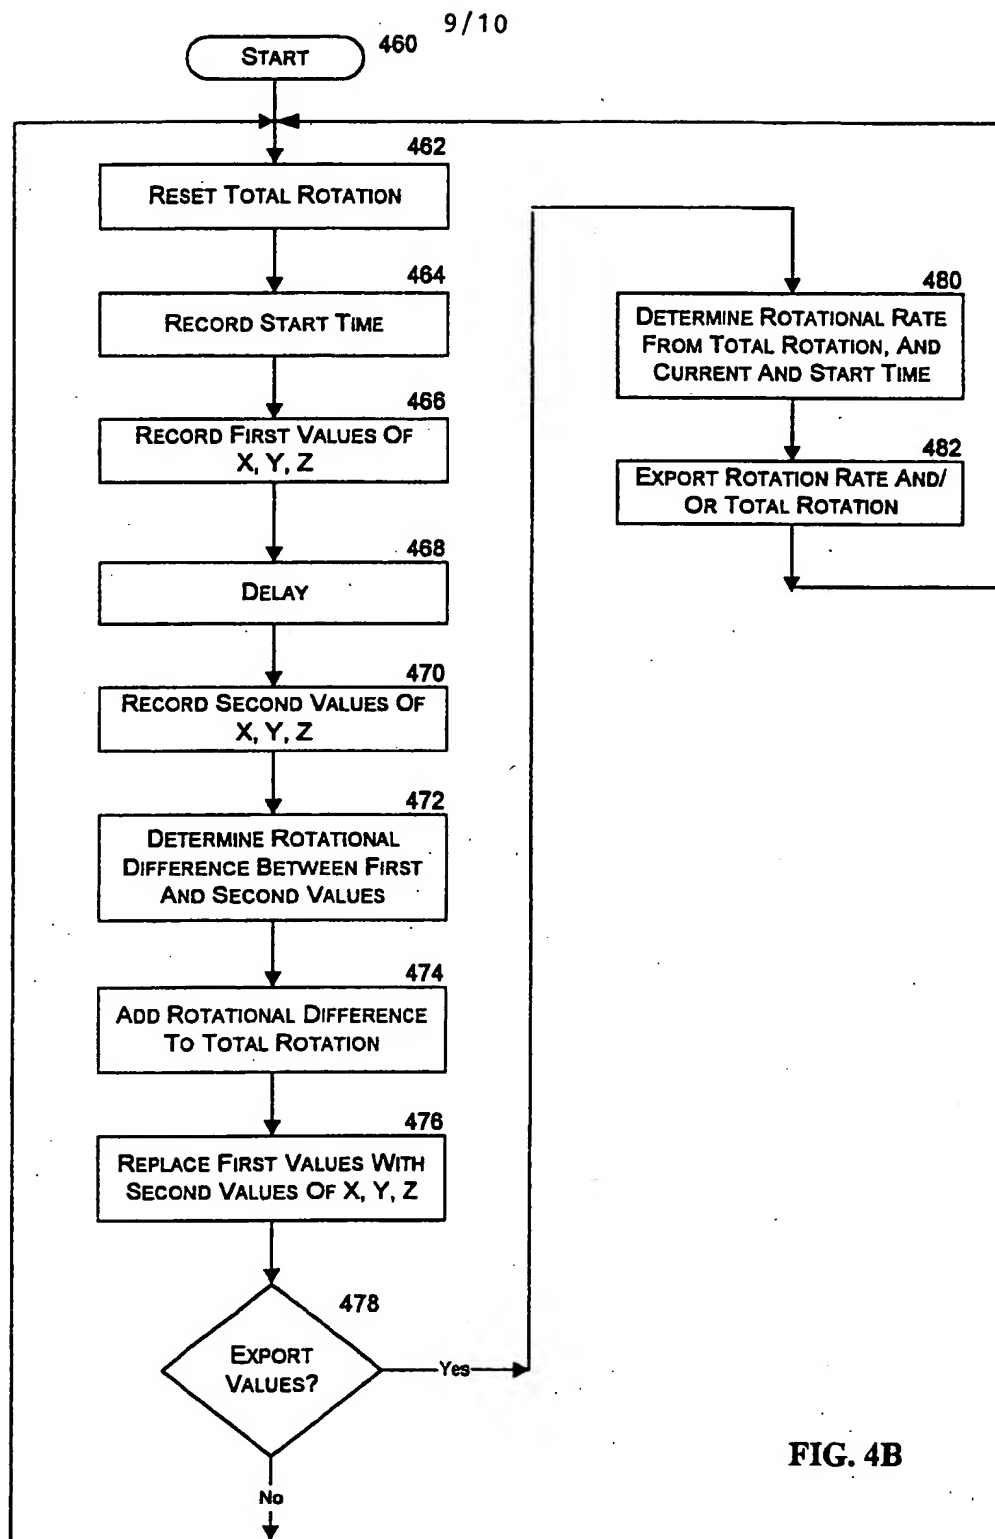 9/10
START
460
462
RESET TOTAL ROTATION
464
RECORD START TIME
466
RECORD FIRST VALUES OF
X, Y, Z
468
DELAY
470
RECORD SECOND VALUES OF
X, Y, Z
472
DETERMINE ROTATIONAL
DIFFERENCE BETWEEN FIRST
AND SECOND VALUES
474
ADD ROTATIONAL DIFFERENCE
TO TOTAL ROTATION
476
REPLACE FIRST VALUES WITH
SECOND VALUES OF X, Y, Z
478
EXPORT
VALUES?
Yes
No
480
DETERMINE ROTATIONAL RATE
FROM TOTAL ROTATION, AND
CURRENT AND START TIME
482
EXPORT ROTATION RATE AND/
OR TOTAL ROTATION
FIG. 4B